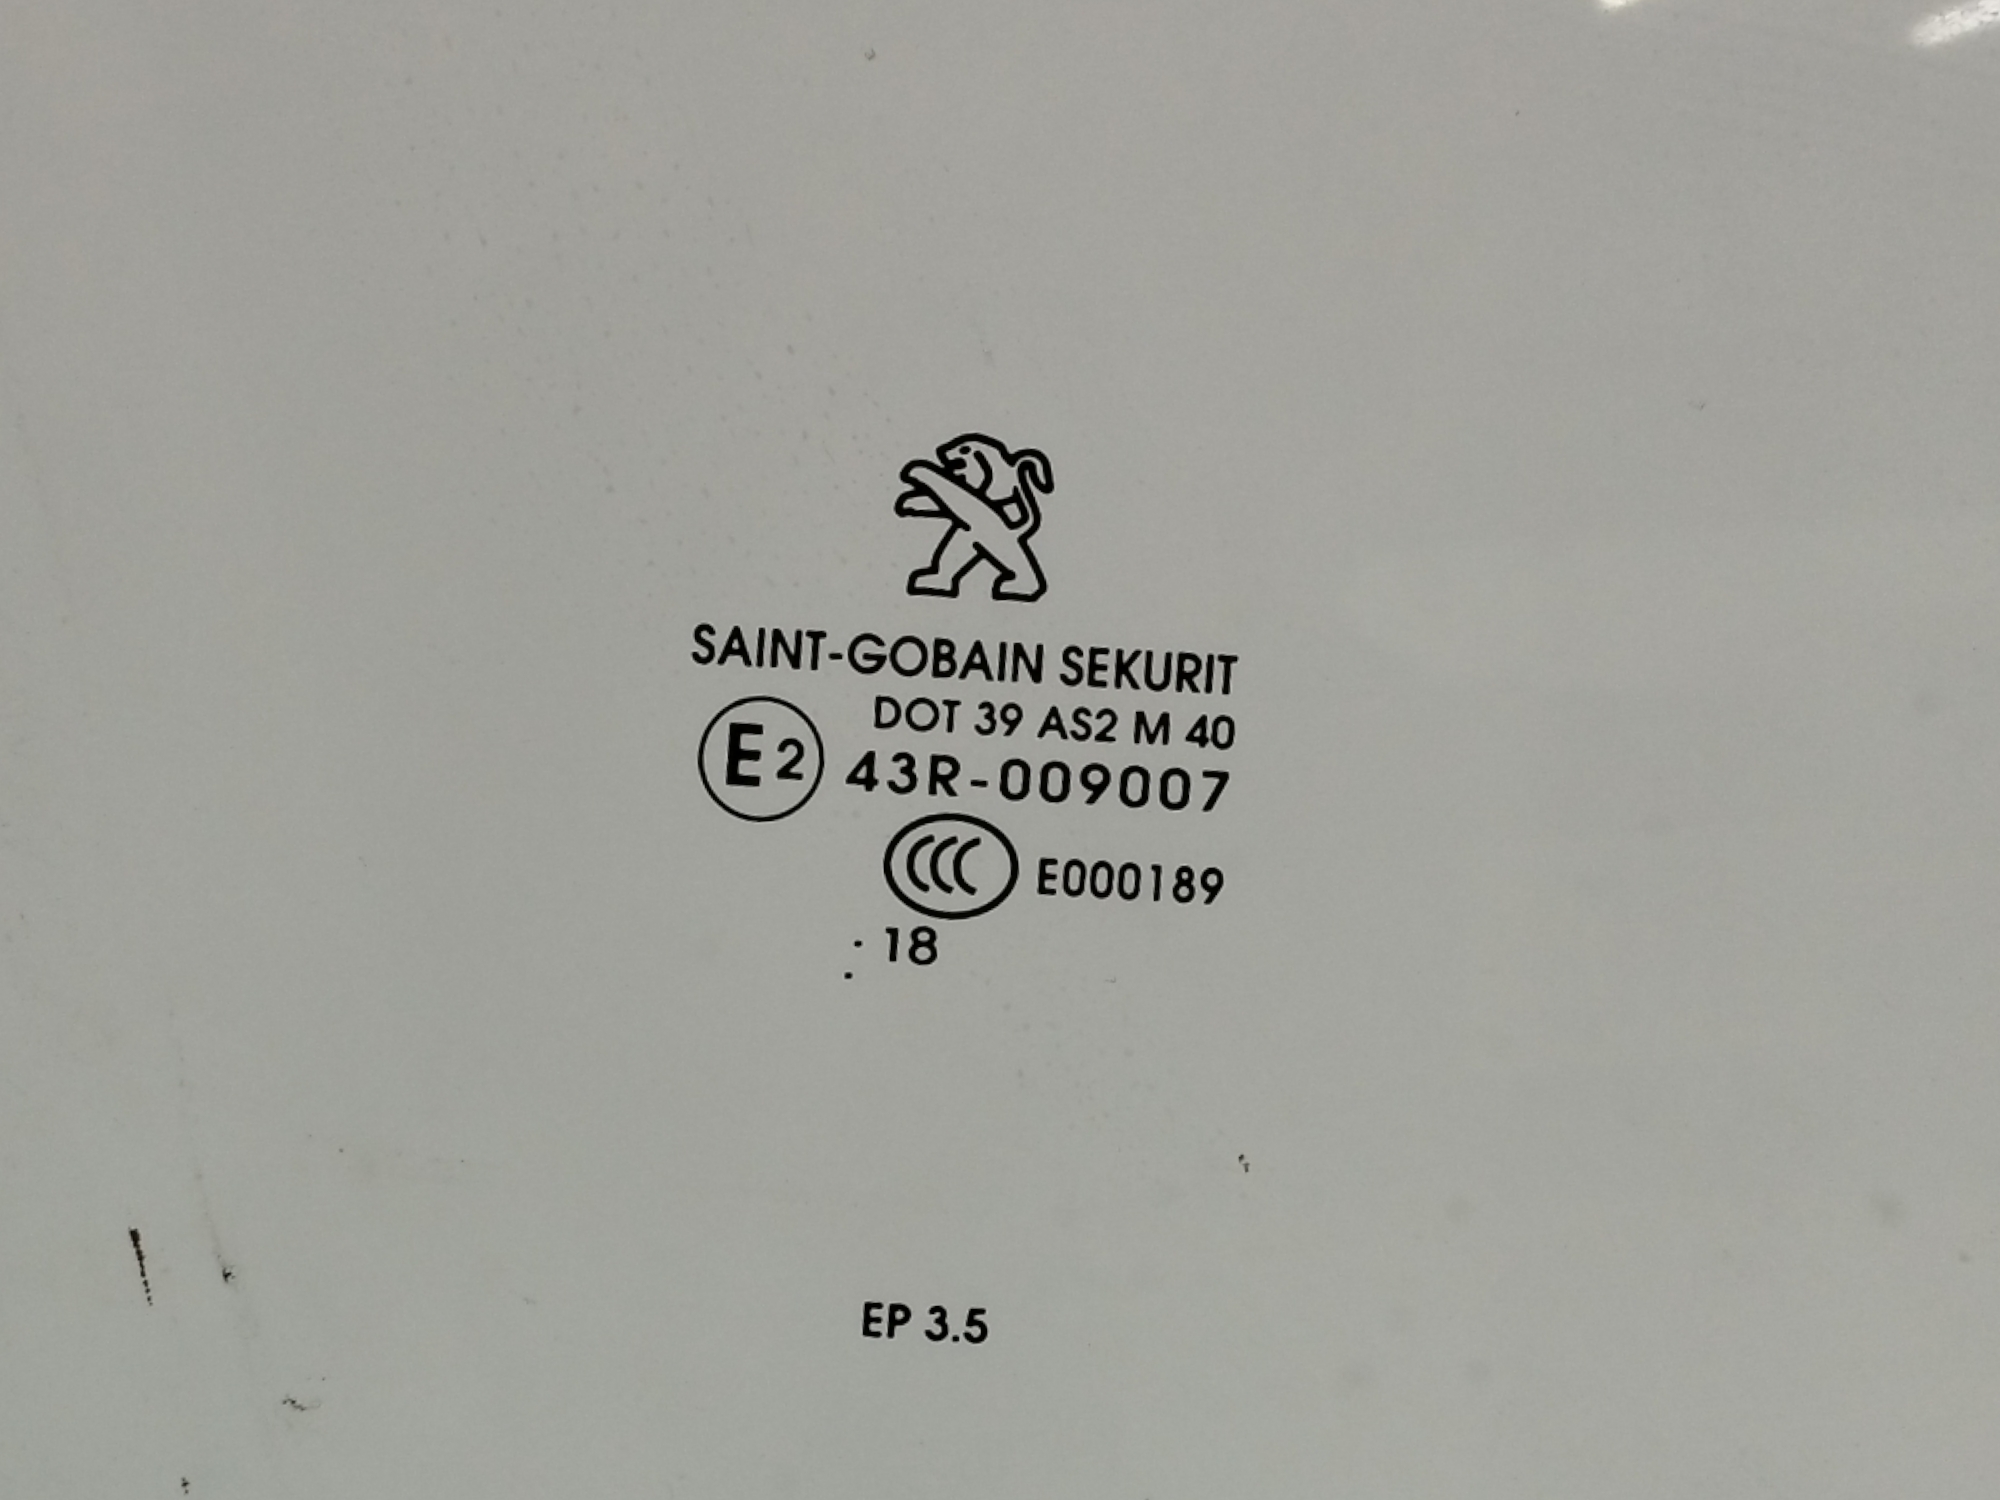 SAINT-GOBAIN SEKURIT
DOT 39 AS2 M 40
E2 43R-009007
CCC E000189
: 18
EP 3.5